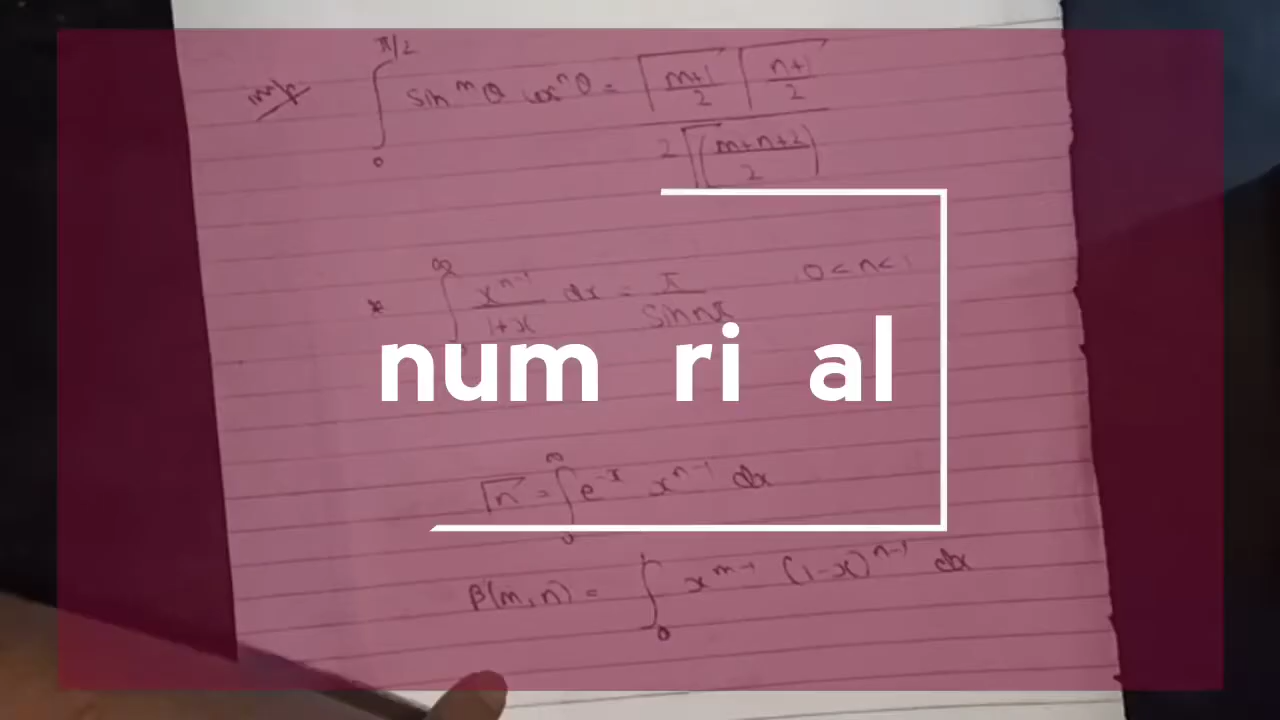 Imp
π/2
∫ sin^m θ cos^n θ = Γ (m+1)/2 Γ (n+1)/2
0
2 Γ((m+n+2)/2)
∞
* ∫ x^(n-1)/(1+x) dx = π/sin nπ 0 < n < 1
0
num ri al
∞
Γn = ∫ e^-x x^(n-1) dx
0
1
β(m,n) = ∫ x^(m-1) (1-x)^(n-1) dx
0